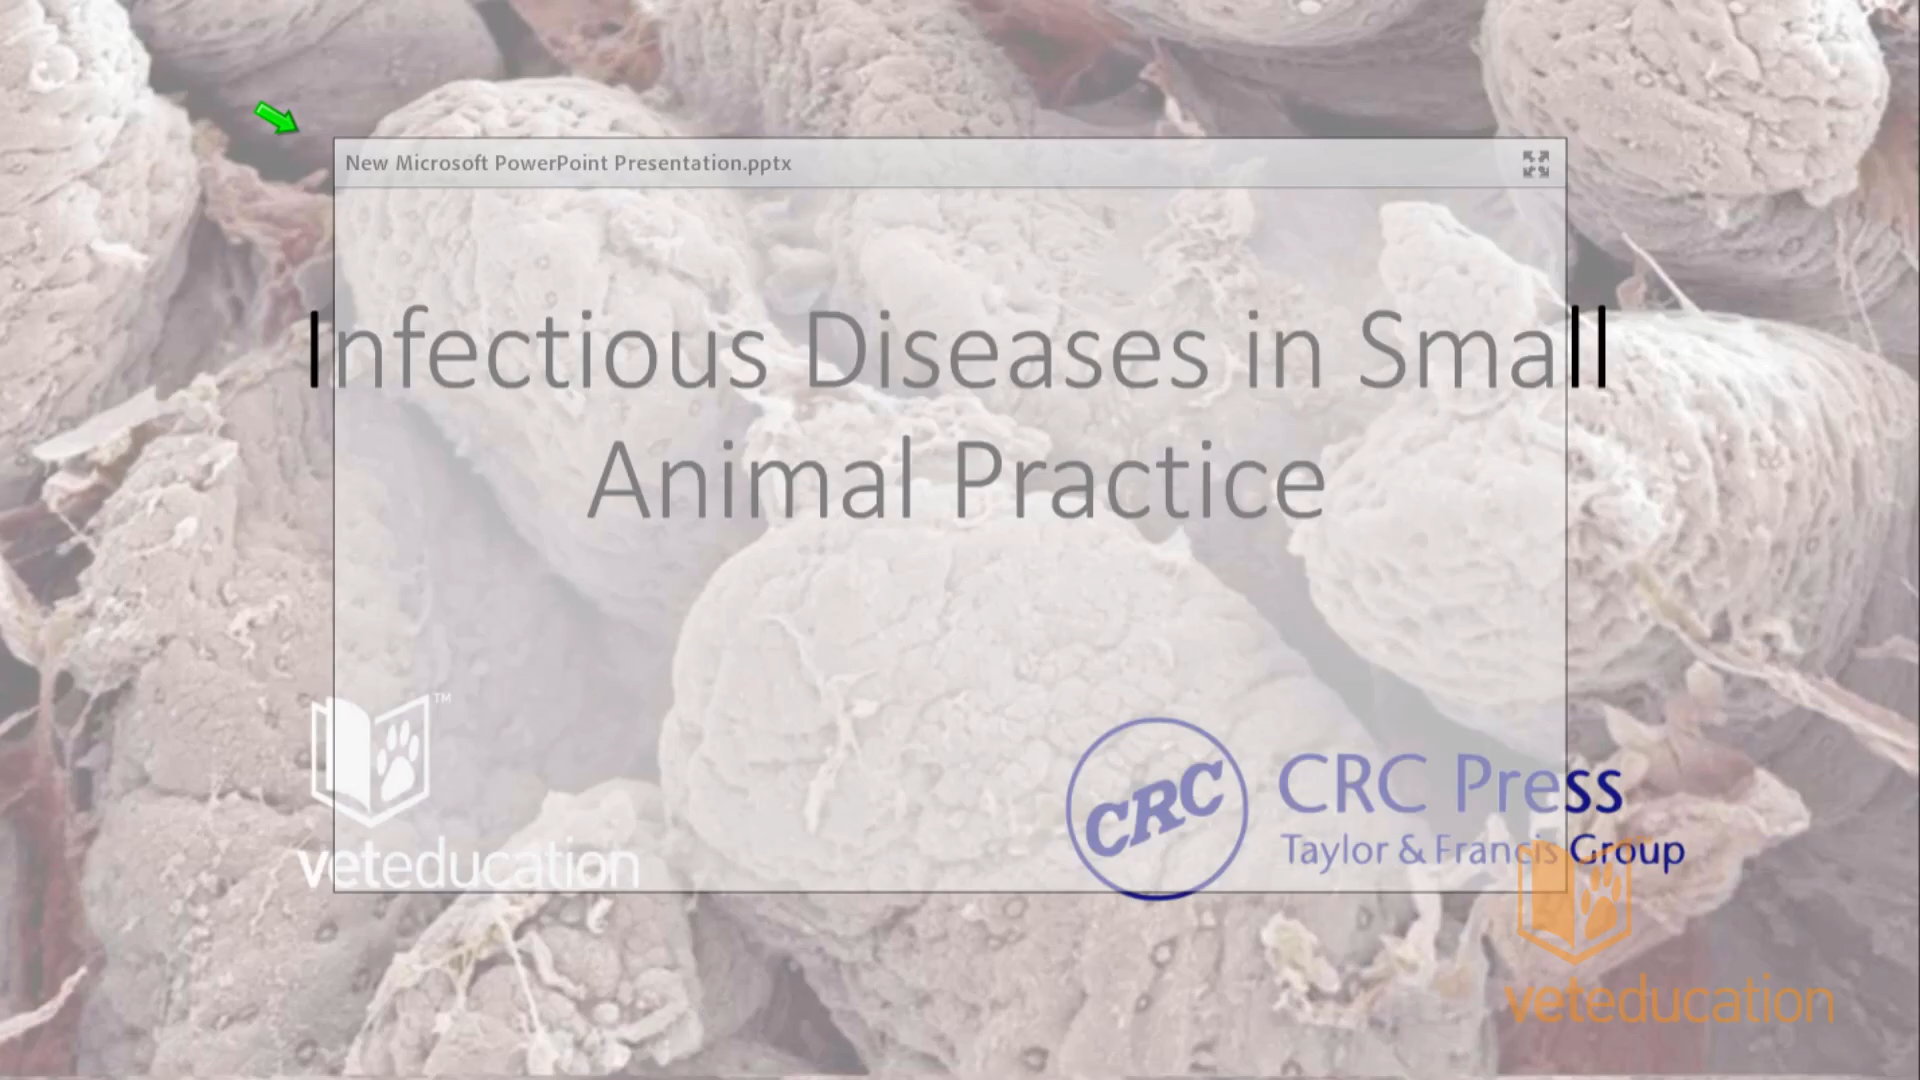 New Microsoft PowerPoint Presentation.pptx
Infectious Diseases in Small
Animal Practice
TM
veteducation
CRC
CRC Press
Taylor & Francis Group
veteducation